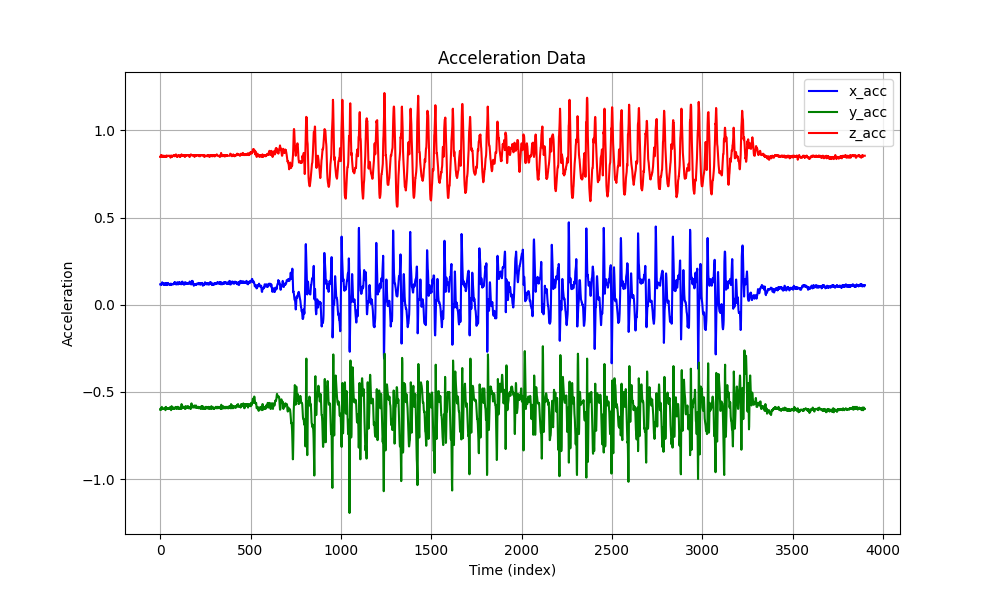 Acceleration Data
x_acc
y_acc
z_acc
1.0
0.5
0.0
−0.5
−1.0
Acceleration
0 500 1000 1500 2000 2500 3000 3500 4000
Time (index)